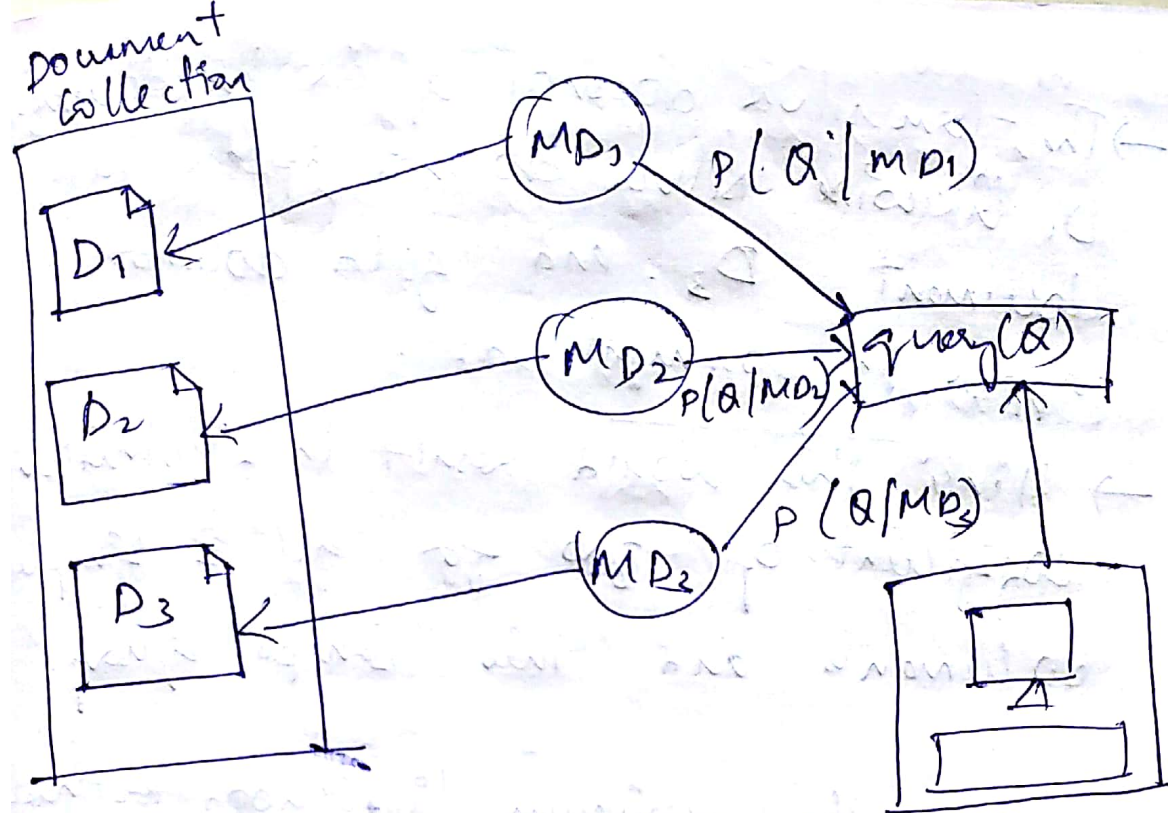 Document
Collection
MD1
P(Q|MD1)
D1
query(Q)
MD2
P(Q|MD2)
D2
P(Q|MD3)
MD3
D3